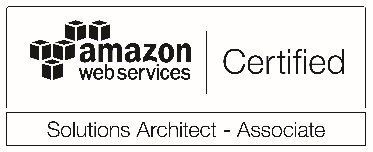 amazon
webservices
Certified
Solutions Architect - Associate